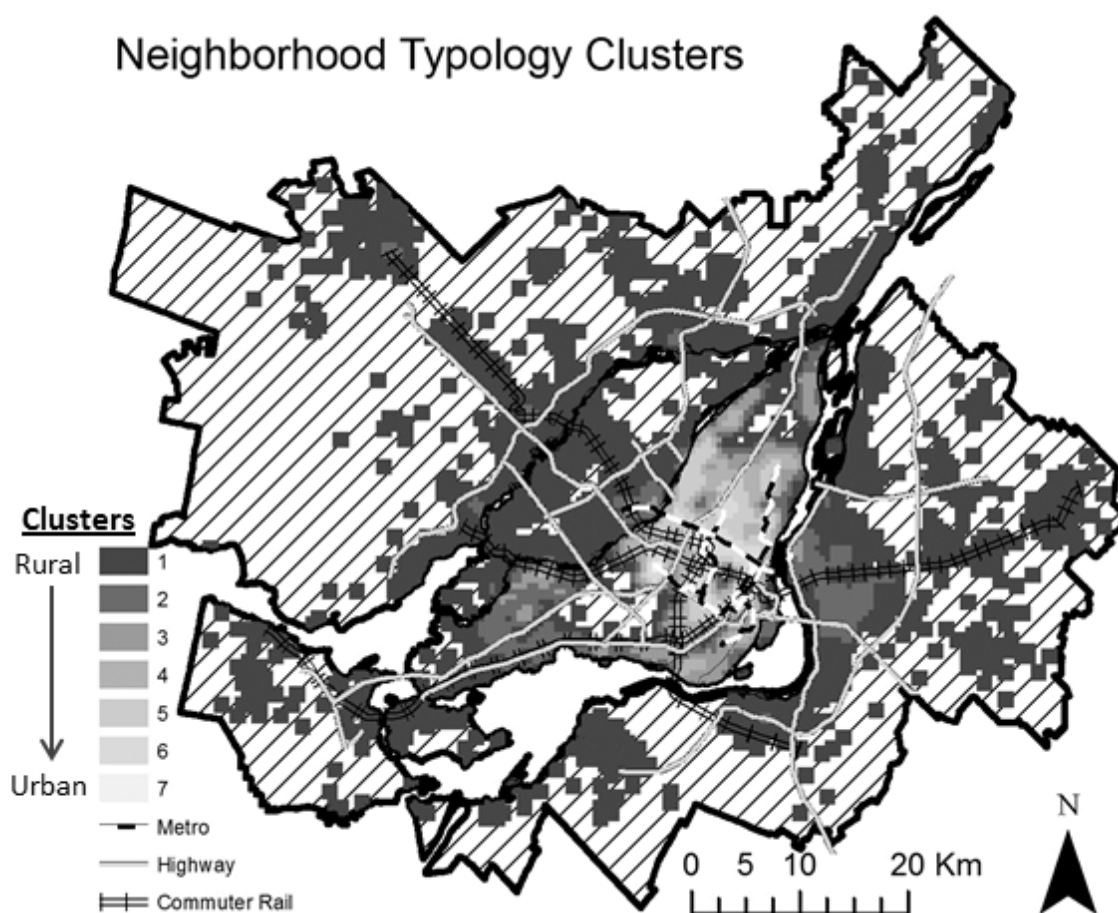 Neighborhood Typology Clusters
Clusters
Rural
1
2
3
4
5
6
Urban
7
Metro
Highway
Commuter Rail
0 5 10 20 Km
N